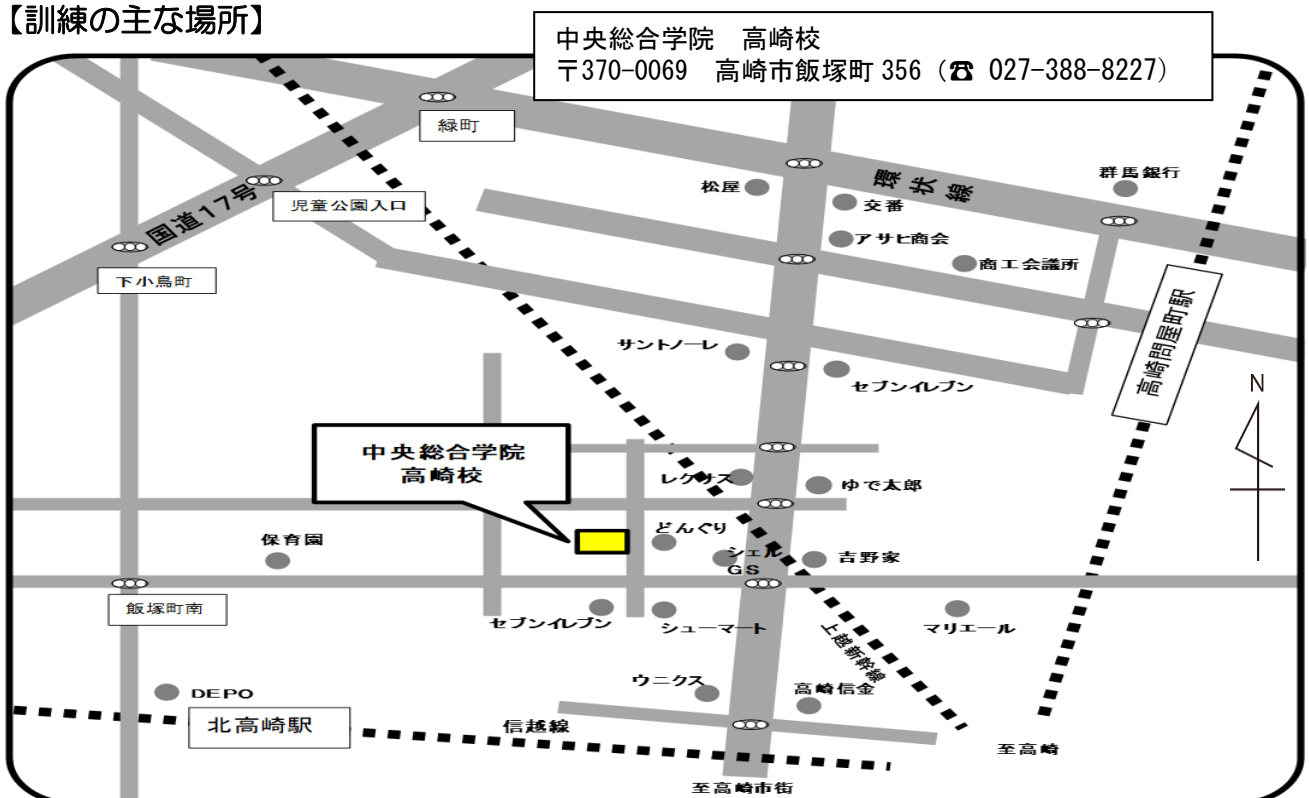 【訓練の主な場所】
中央総合学院　高崎校
〒370-0069　高崎市飯塚町 356（☎ 027-388-8227）
緑町
環状線
群馬銀行
松屋
交番
国道17号
児童公園入口
アサヒ商会
商工会議所
下小鳥町
高崎問屋町駅
サントノーレ
セブンイレブン
N
中央総合学院
高崎校
レクサス
ゆで太郎
どんぐり
保育園
シェル
GS
吉野家
飯塚町南
セブンイレブン
シューマート
マリエール
上越新幹線
ウニクス
高崎信金
DEPO
北高崎駅
信越線
至高崎
至高崎市街